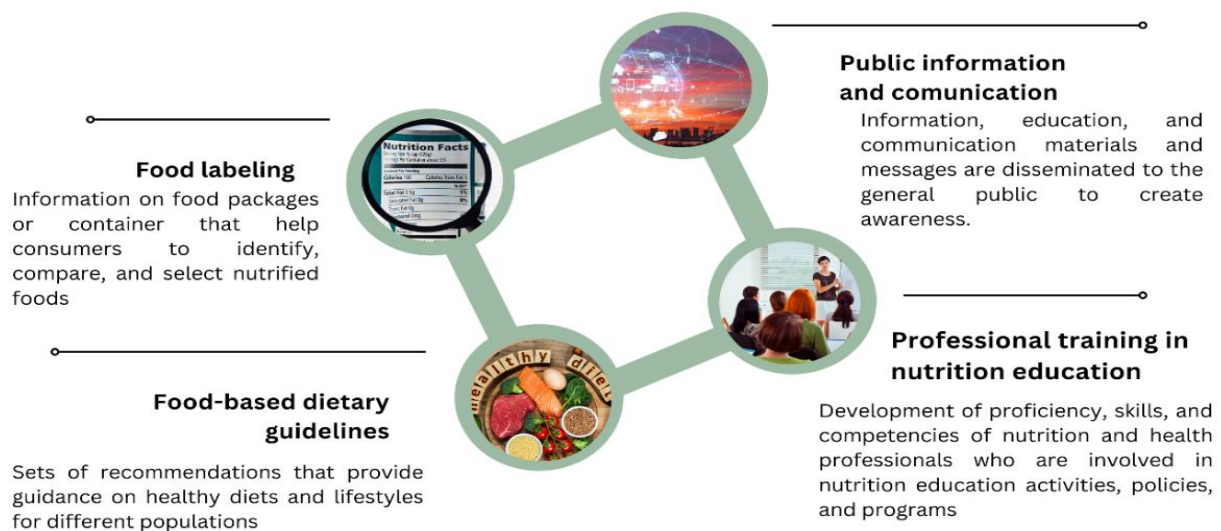 Public information
and comunication
Information, education, and
communication materials and
messages are disseminated to the
general public to create
awareness.
Food labeling
Information on food packages
or container that help
consumers to identify,
compare, and select nutrified
foods
Nutrition Facts
Professional training in
nutrition education
Development of proficiency, skills, and
competencies of nutrition and health
professionals who are involved in
nutrition education activities, policies,
and programs
Food-based dietary
guidelines
Sets of recommendations that provide
guidance on healthy diets and lifestyles
for different populations
healthy diet